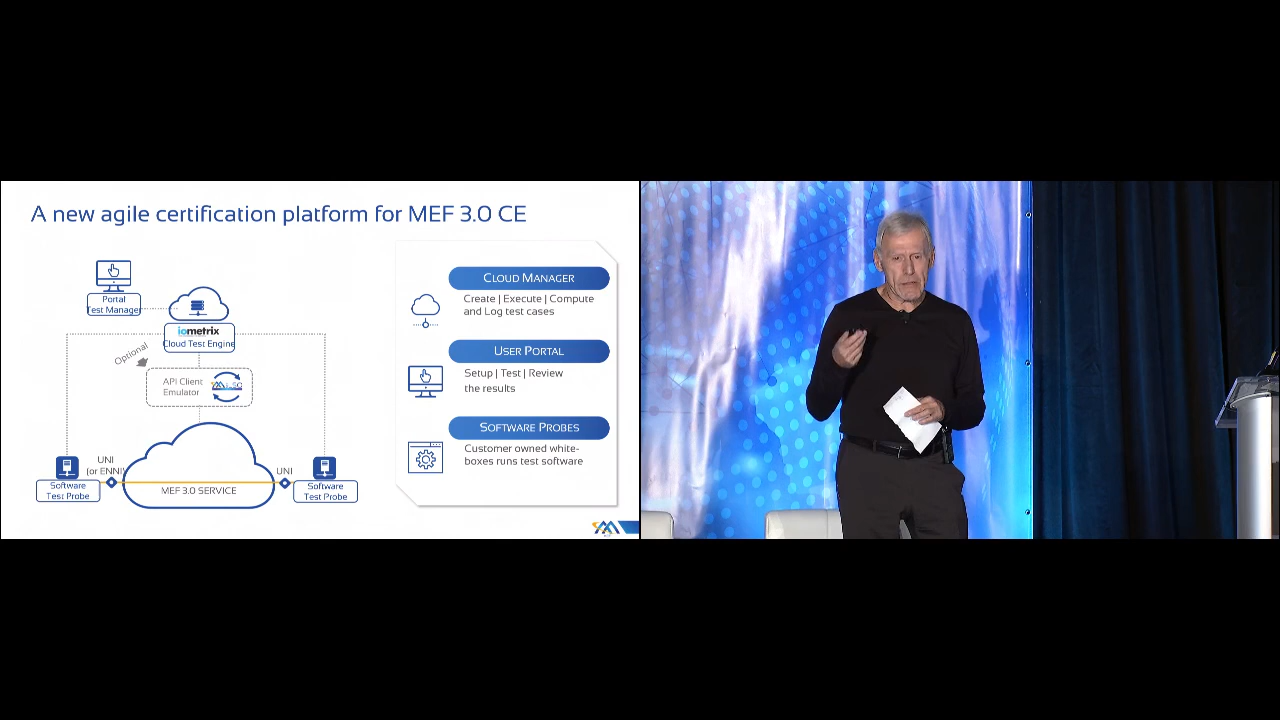 A new agile certification platform for MEF 3.0 CE
Portal
Test Manager
iometrix
Cloud Test Engine
Optional
API Client
Emulator
UNI
(or ENNI)
UNI
Software
Test Probe
MEF 3.0 SERVICE
Software
Test Probe
CLOUD MANAGER
Create | Execute | Compute
and Log test cases
USER PORTAL
Setup | Test | Review
the results
SOFTWARE PROBES
Customer owned white-
boxes runs test software